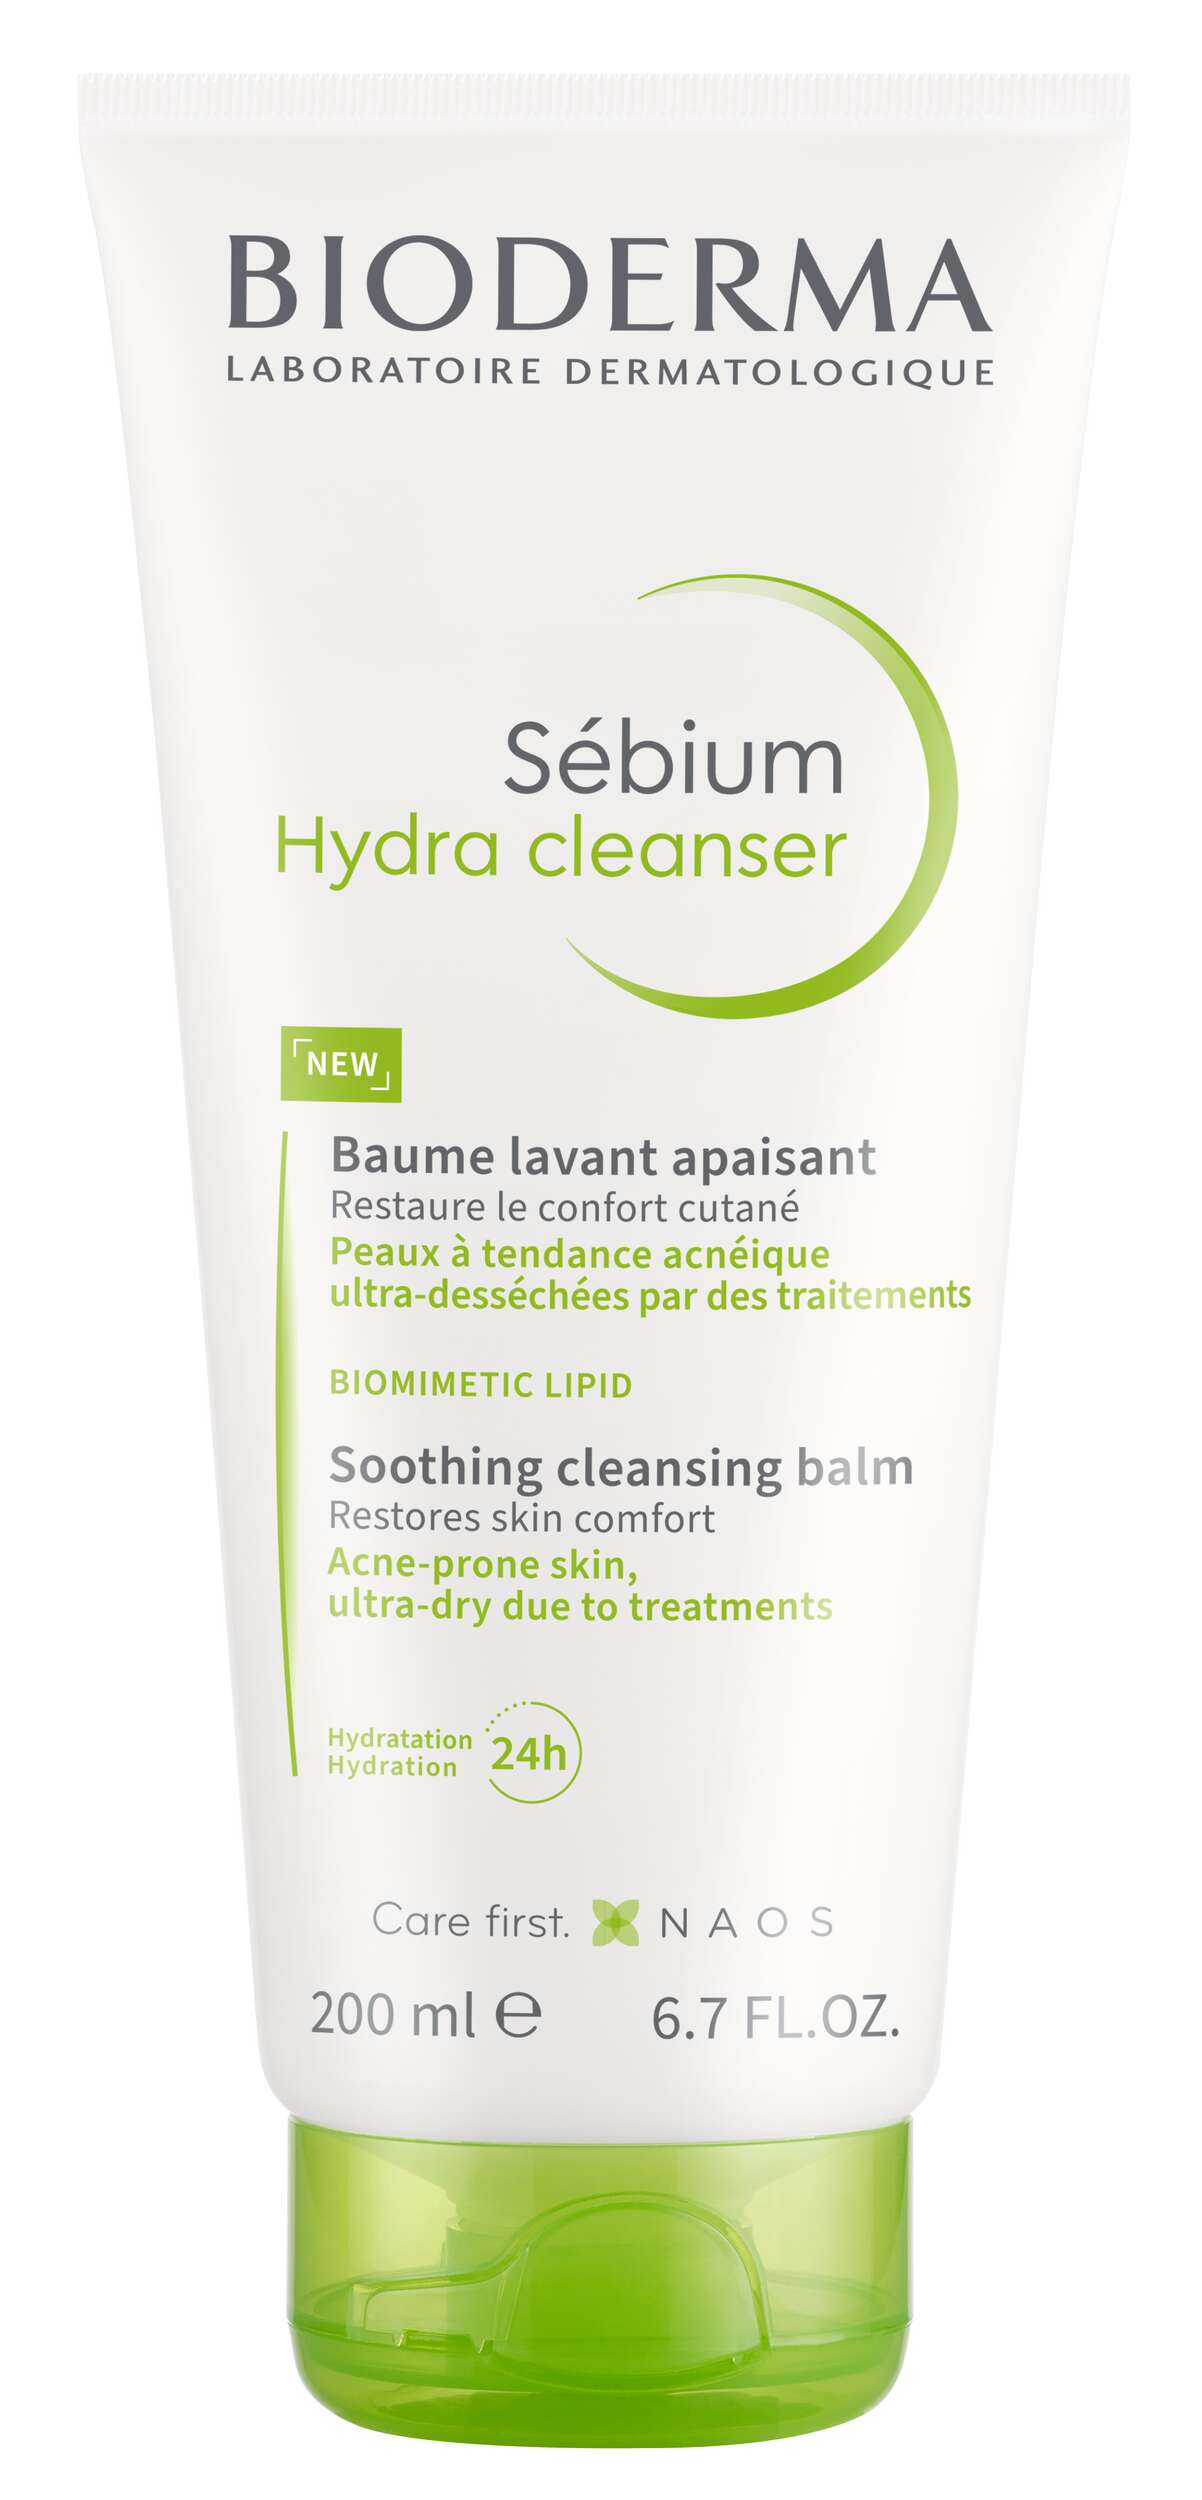 BIODERMA
LABORATOIRE DERMATOLOGIQUE
Sébium
Hydra cleanser
NEW
Baume lavant apaisant
Restaure le confort cutané
Peaux à tendance acnéique
ultra-desséchées par des traitements
BIOMIMETIC LIPID
Soothing cleansing balm
Restores skin comfort
Acne-prone skin,
ultra-dry due to treatments
Hydratation
Hydration
24h
Care first. NAOS
200 ml ℮ 6.7 FL.OZ.